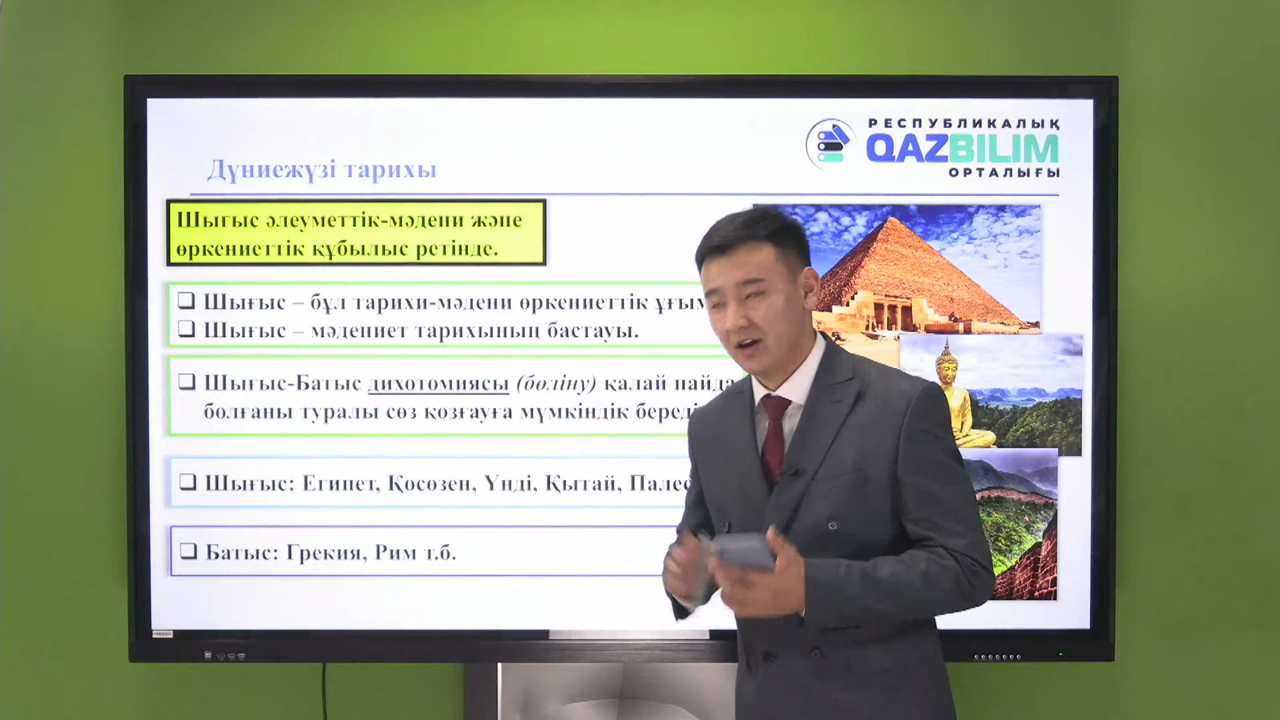 РЕСПУБЛИКАЛЫҚ
QAZBILIM
ОРТАЛЫҒЫ
Дүниежүзі тарихы
Шығыс әлеуметтік-мәдени және
өркениеттік құбылыс ретінде.
Шығыс – бұл тарихи-мәдени өркениеттік
Шығыс – мәдениет тарихының бастауы.
Шығыс-Батыс дихотомиясы (бөліну) қалай пайда
болғаны туралы сөз қозғауға мүмкіндік
Шығыс: Египет, Қосөзен, Үнді, Қытай,
Батыс: Грекия, Рим т.б.